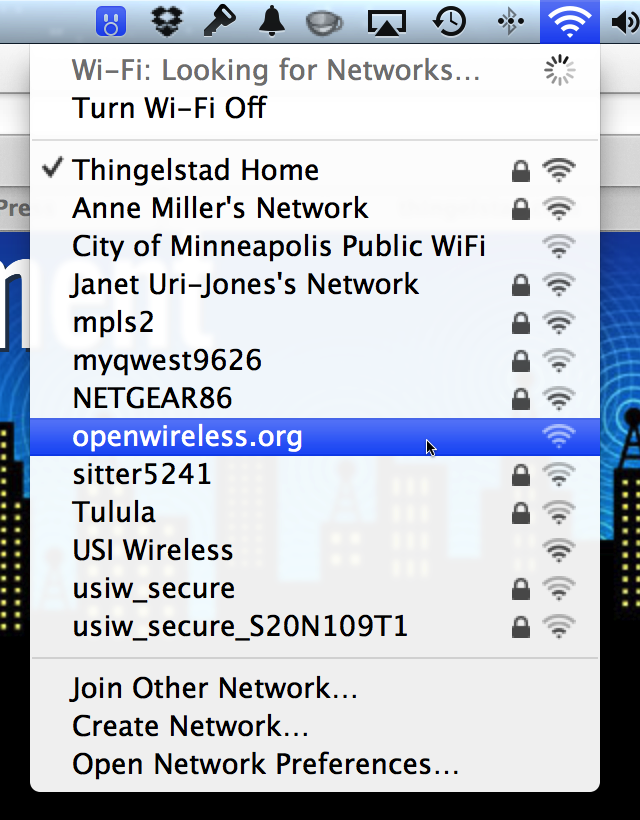 Wi-Fi: Looking for Networks...
Turn Wi-Fi Off
Thingelstad Home
Anne Miller's Network
City of Minneapolis Public WiFi
Janet Uri-Jones's Network
mpls2
myqwest9626
NETGEAR86
openwireless.org
sitter5241
Tulula
USI Wireless
usiw_secure
usiw_secure_S20N109T1
Join Other Network...
Create Network...
Open Network Preferences...
Pre
ment